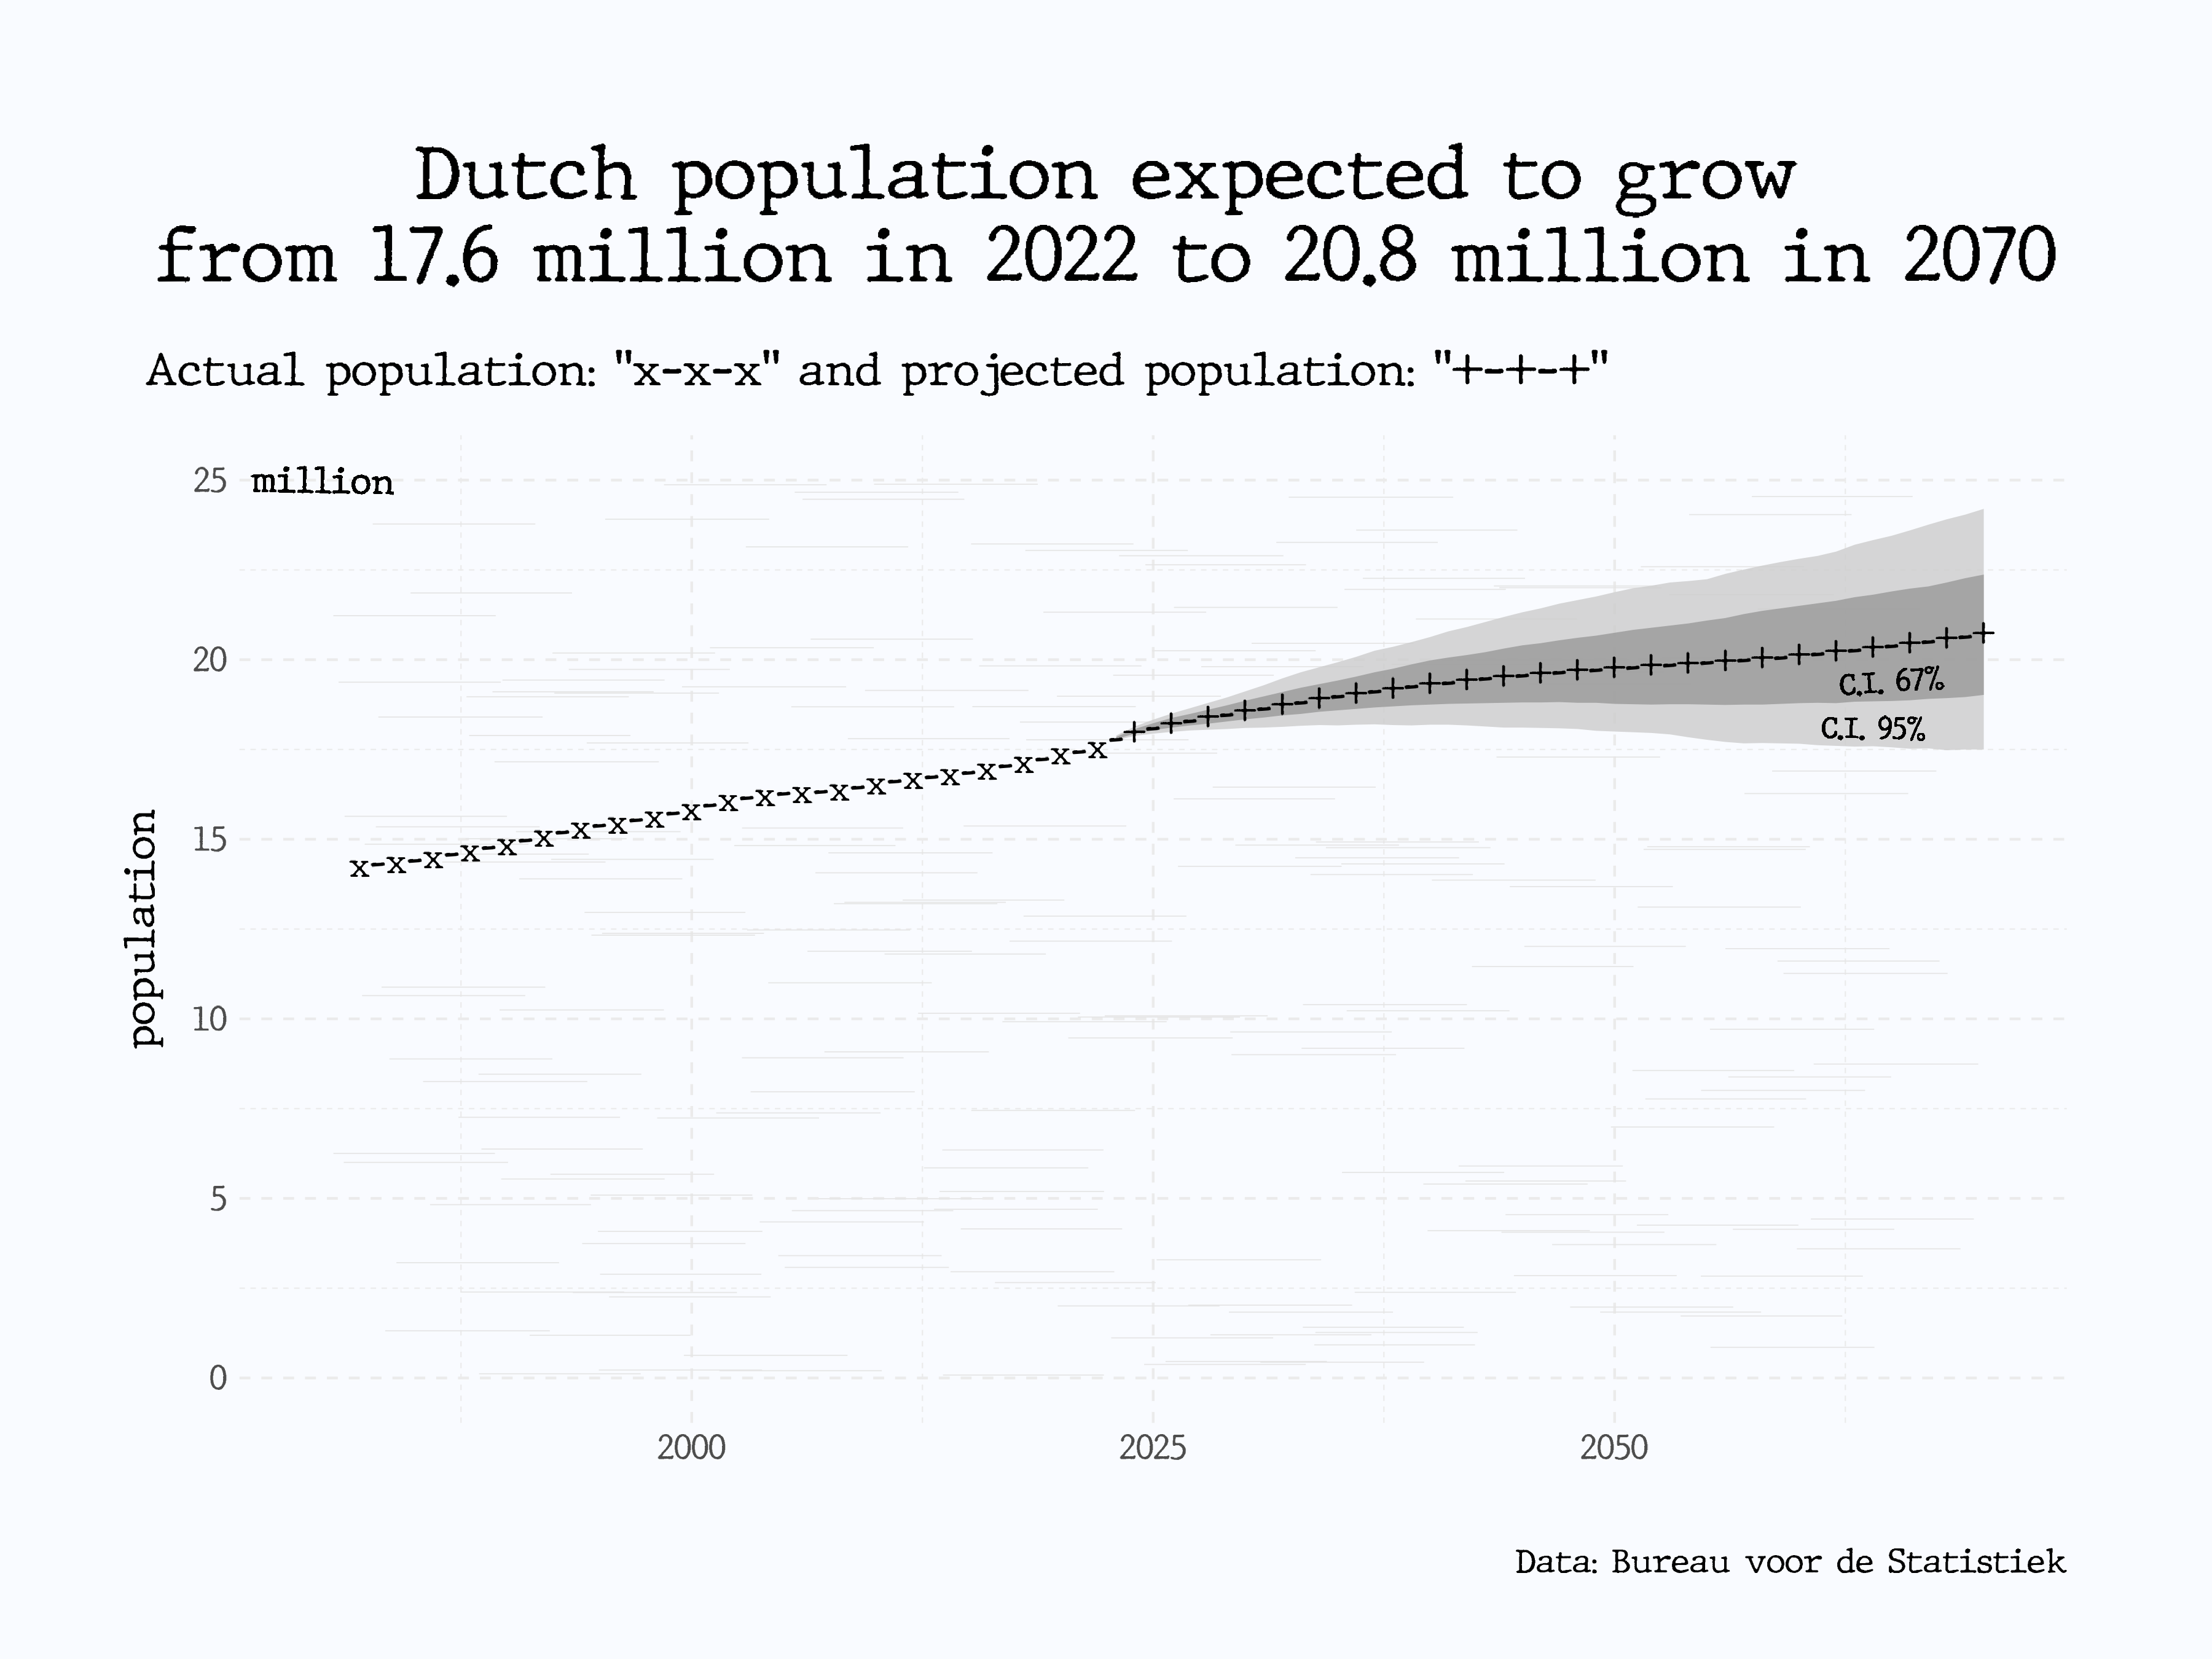 Dutch population expected to grow
from 17.6 million in 2022 to 20.8 million in 2070
Actual population: "x-x-x" and projected population: "+-+-+"
25 million
20
15
10
5
0
population
C.I. 67%
C.I. 95%
2000 2025 2050
Data: Bureau voor de Statistiek